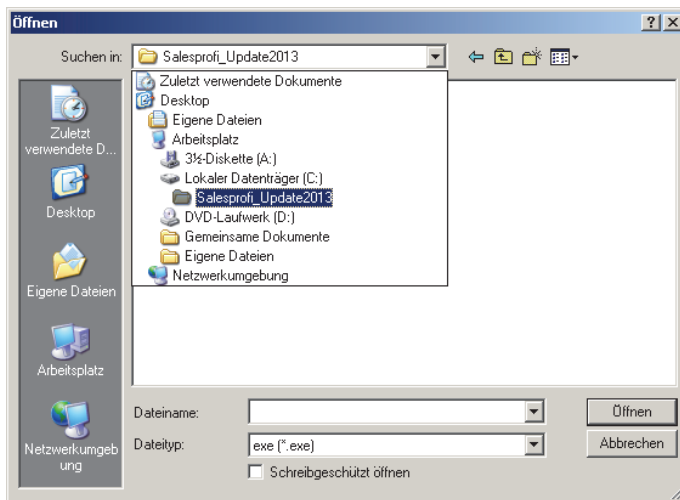 Öffnen
Suchen in: Salesprofi_Update2013
Zuletzt verwendete Dokumente
Desktop
Eigene Dateien
Arbeitsplatz
3½-Diskette (A:)
Lokaler Datenträger (C:)
Salesprofi_Update2013
DVD-Laufwerk (D:)
Gemeinsame Dokumente
Eigene Dateien
Netzwerkumgebung
Zuletzt
verwendete D...
Desktop
Eigene Dateien
Arbeitsplatz
Netzwerkumgeb
ung
Dateiname: Öffnen
Dateityp: exe (*.exe) Abbrechen
Schreibgeschützt öffnen